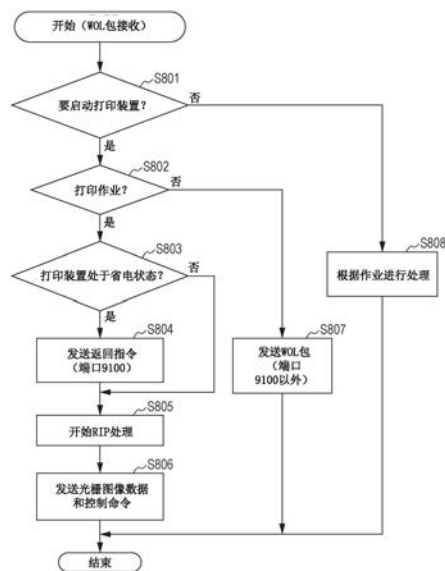 开始（WOL包接收）
S801
要启动打印装置？
否
是
S802
打印作业？
否
是
S803
打印装置处于省电状态？
否
是
S808
根据作业进行处理
S804
发送返回指令
（端口9100）
S807
发送WOL包
（端口
9100以外）
S805
开始RIP处理
S806
发送光栅图像数据
和控制命令
结束